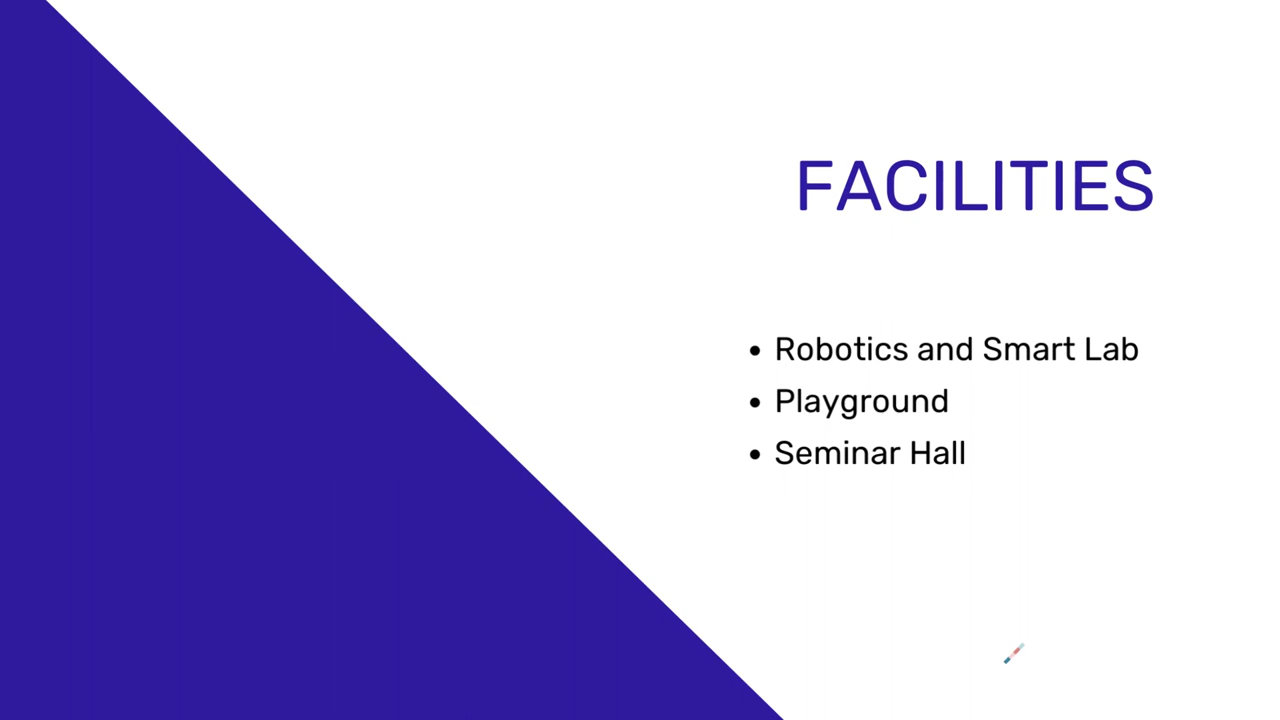 FACILITIES
• Robotics and Smart Lab
• Playground
• Seminar Hall